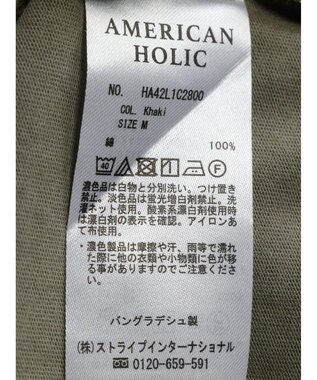 AMERICAN
HOLIC
NO. HA42L1C2800
COL. Khaki
SIZE M
綿 100%
40
濃色品は白物と分別洗い。つけ置き
禁止。淡色品は蛍光増白剤禁止。洗
濯ネット使用。酸素系漂白剤使用時
は漂白剤の表示を確認。アイロンあ
て布使用。
・濃色製品は摩擦や汗、雨等で濡れ
た際に他の衣類や小物類に色が移
る事がありますのでご注意くださ
い。
バングラデシュ製
(株)ストライプインターナショナル
0120-659-591